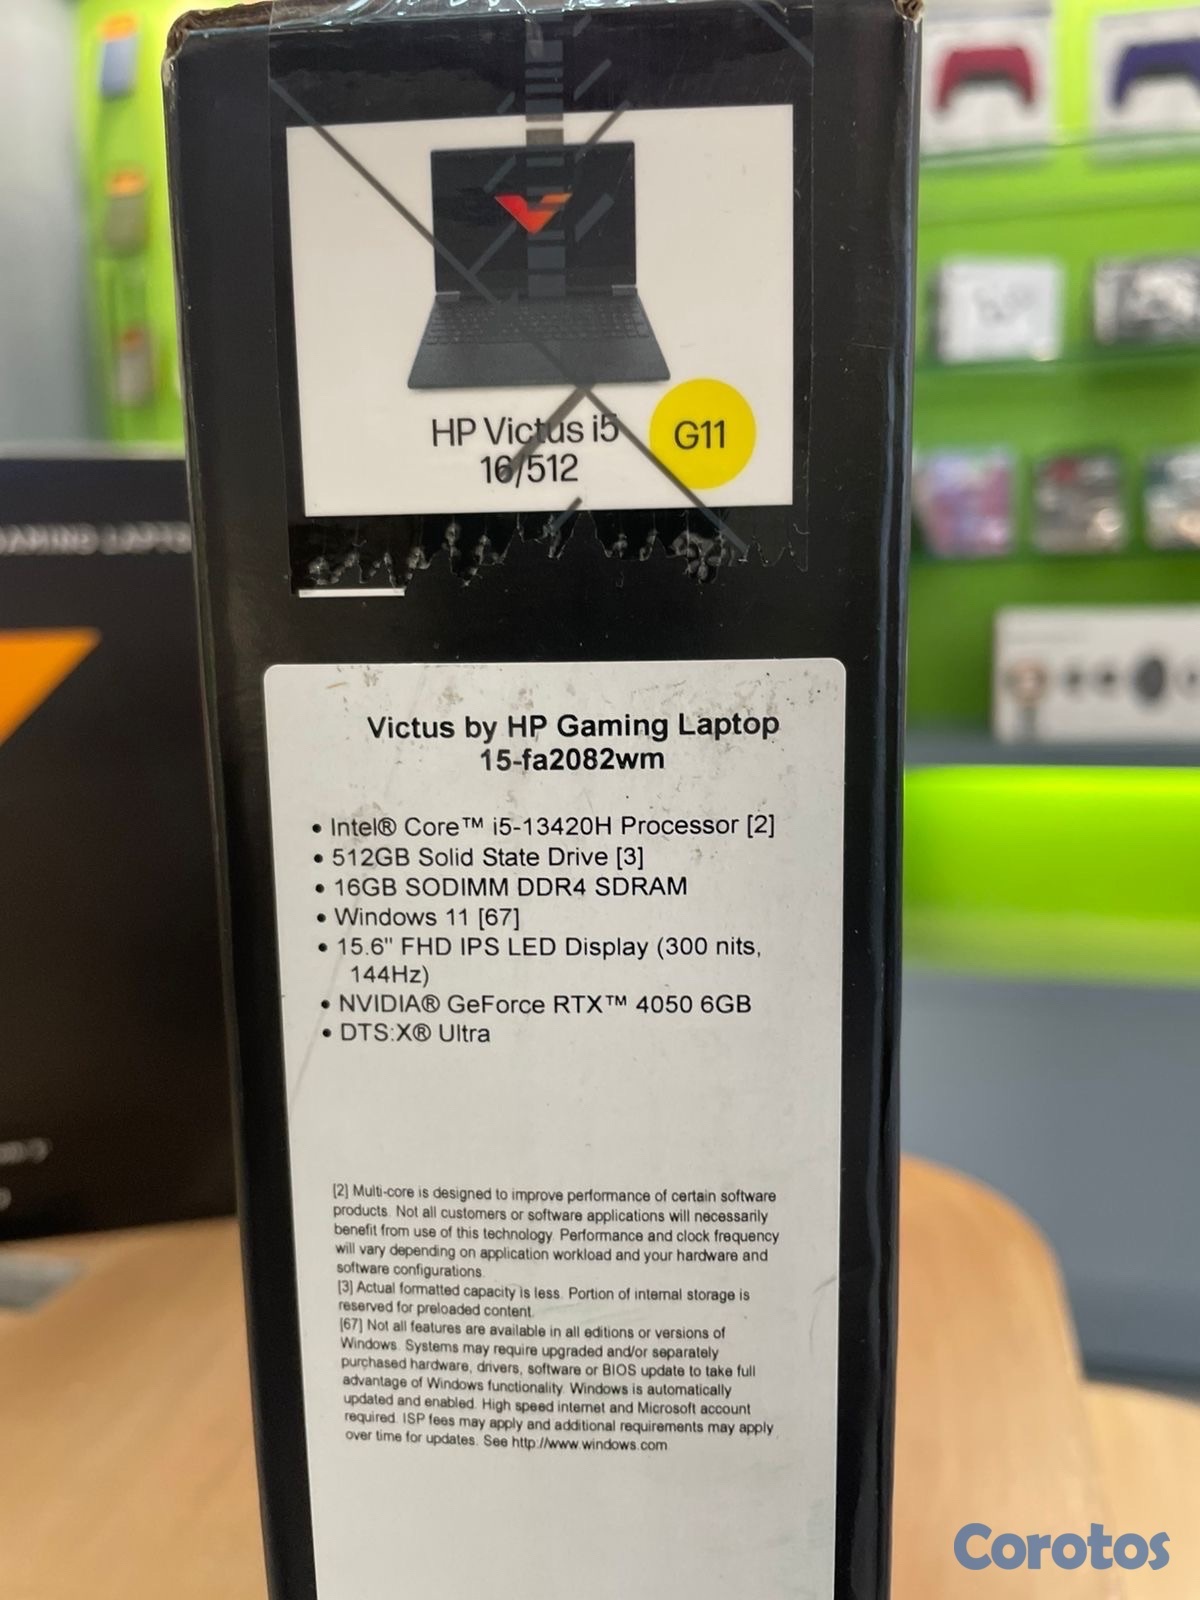 HP Victus i5
16/512
G11
Victus by HP Gaming Laptop
15-fa2082wm
• Intel® Core™ i5-13420H Processor [2]
• 512GB Solid State Drive [3]
• 16GB SODIMM DDR4 SDRAM
• Windows 11 [67]
• 15.6" FHD IPS LED Display (300 nits,
144Hz)
• NVIDIA® GeForce RTX™ 4050 6GB
• DTS:X® Ultra
[2] Multi-core is designed to improve performance of certain software
products. Not all customers or software applications will necessarily
benefit from use of this technology. Performance and clock frequency
will vary depending on application workload and your hardware and
software configurations.
[3] Actual formatted capacity is less. Portion of internal storage is
reserved for preloaded content.
[67] Not all features are available in all editions or versions of
Windows. Systems may require upgraded and/or separately
purchased hardware, drivers, software or BIOS update to take full
advantage of Windows functionality. Windows is automatically
updated and enabled. High speed internet and Microsoft account
required. ISP fees may apply and additional requirements may apply
over time for updates. See http://www.windows.com
Corotos